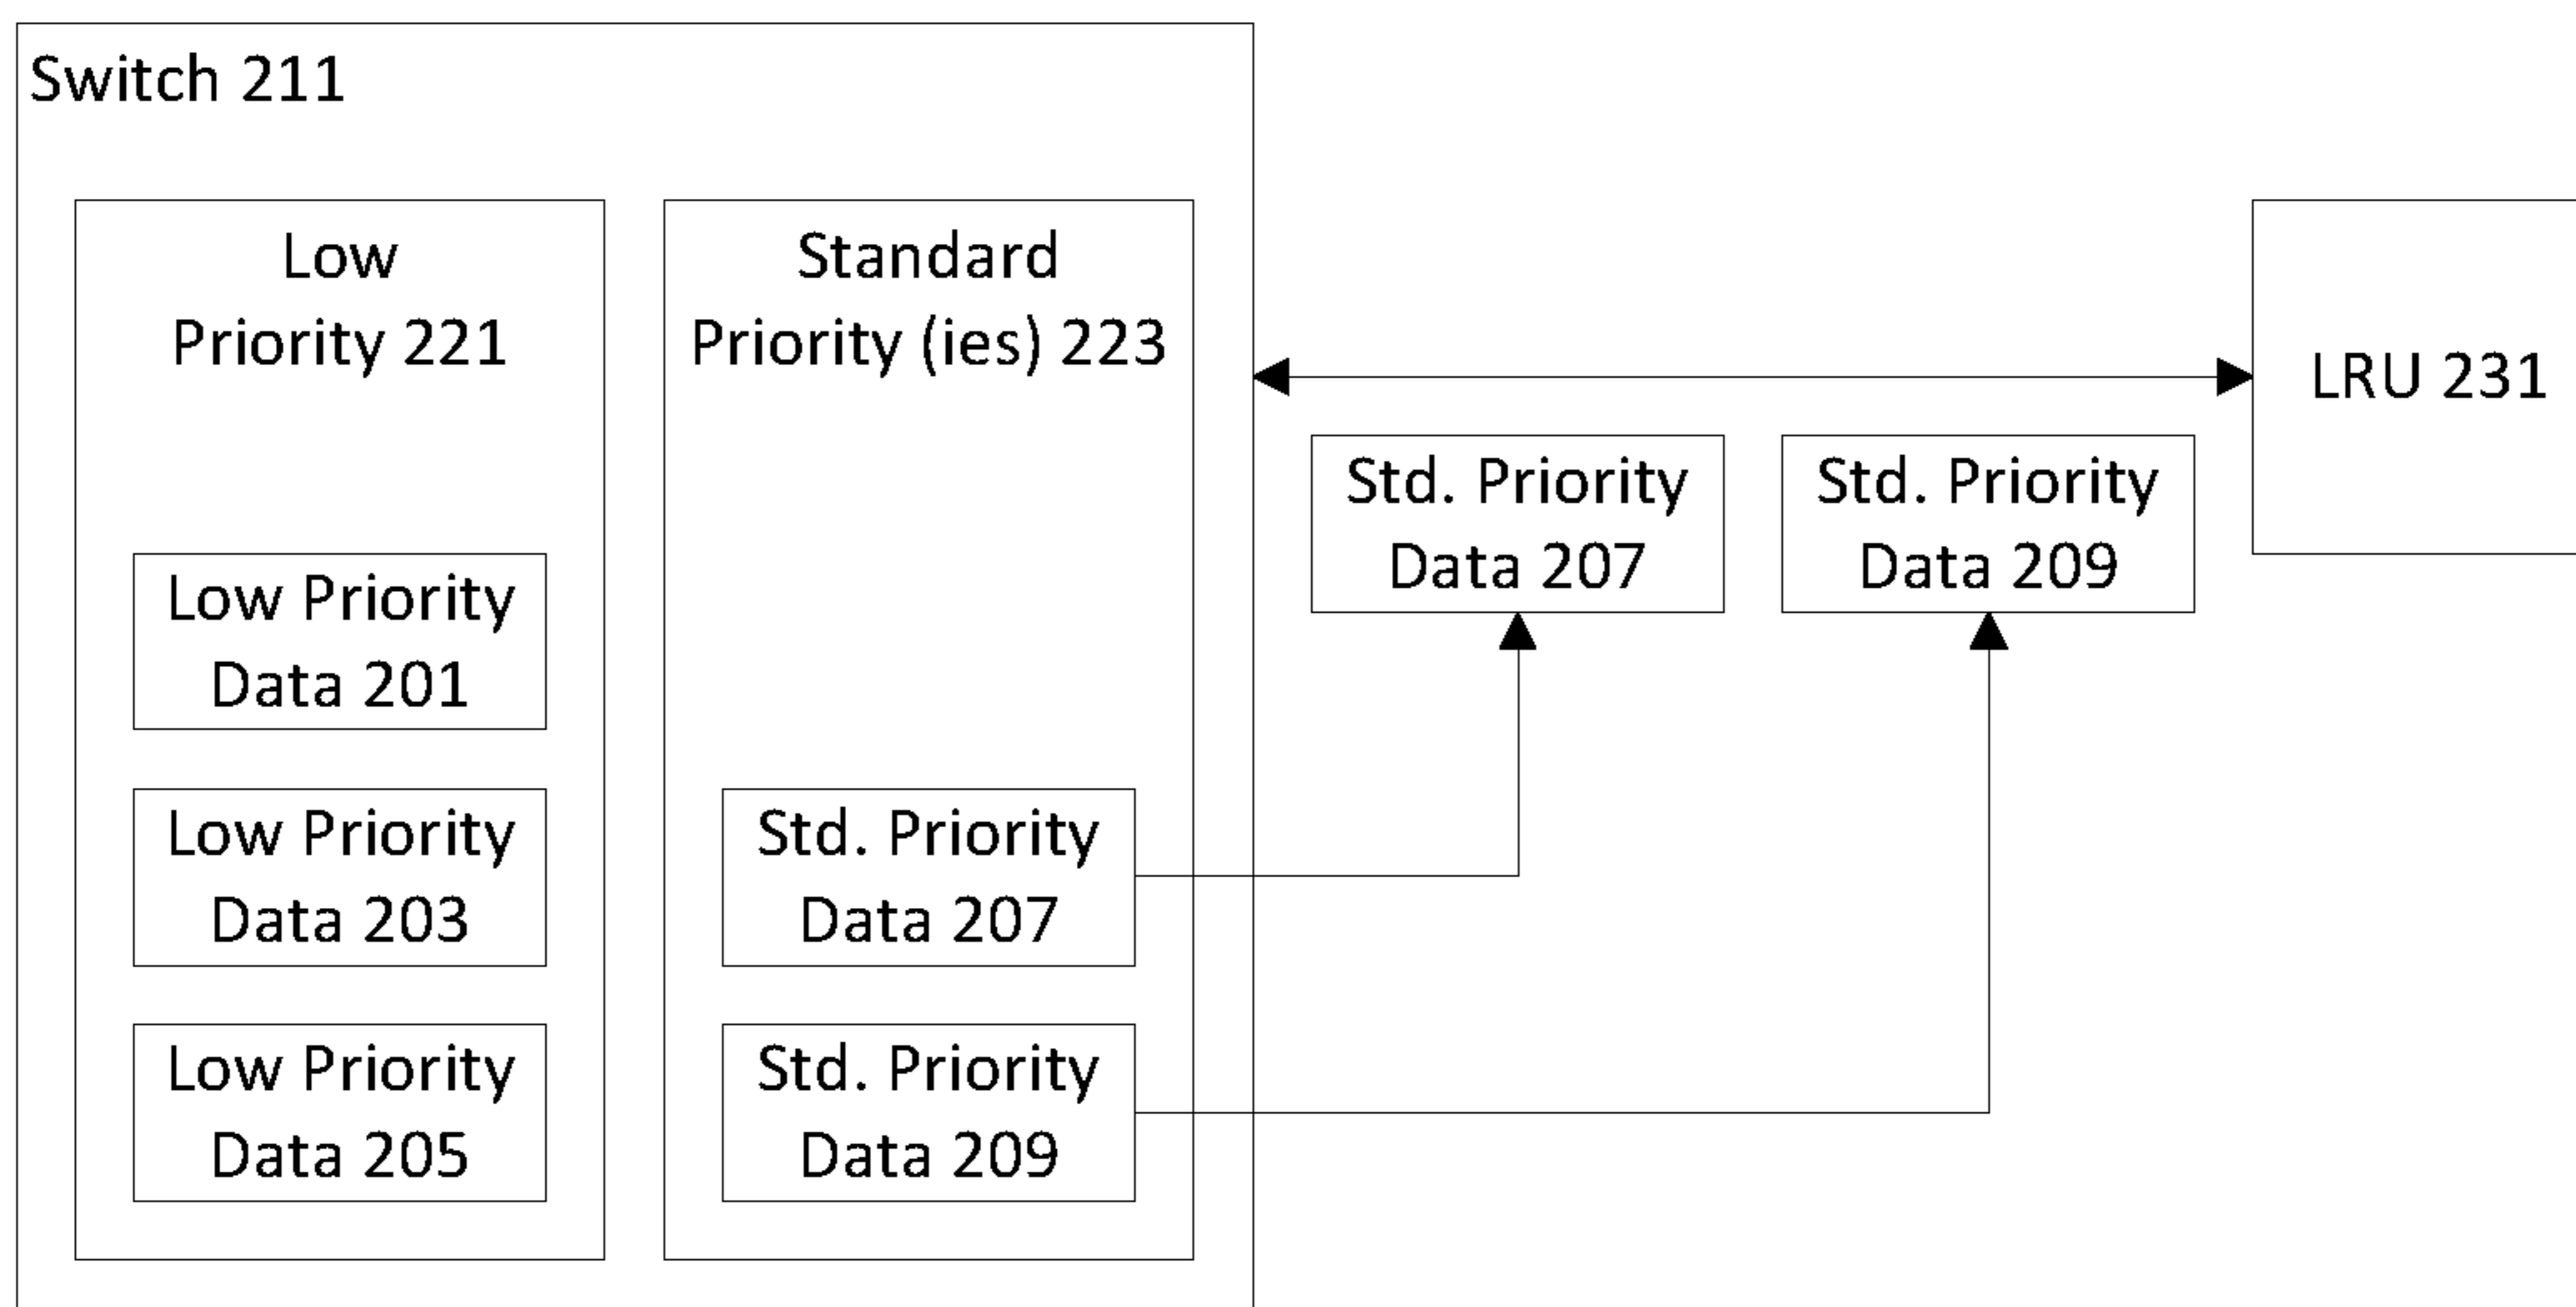 Switch 211
Low
Priority 221
Low Priority
Data 201
Low Priority
Data 203
Low Priority
Data 205
Standard
Priority (ies) 223
Std. Priority
Data 207
Std. Priority
Data 209
Std. Priority
Data 207
Std. Priority
Data 209
LRU 231